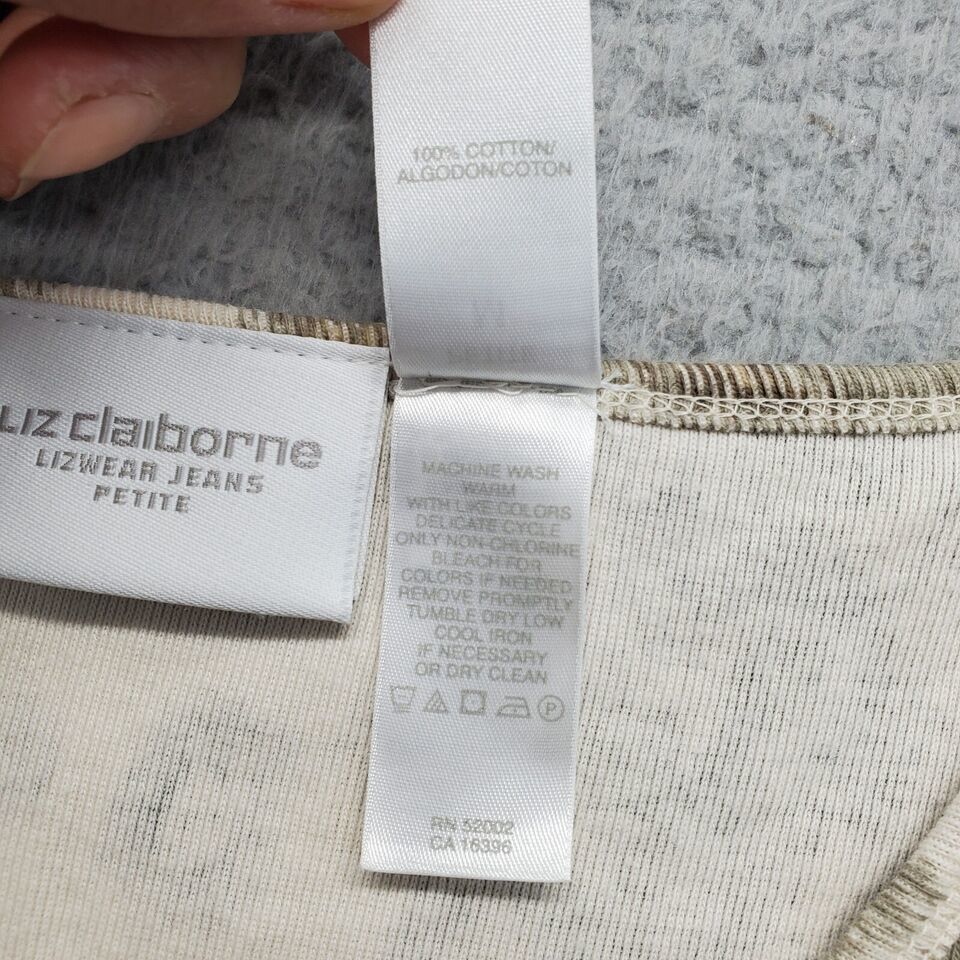 100% COTTON/
ALGODON/COTON
LIZ claiborne
LIZWEAR JEANS
PETITE
MACHINE WASH
WARM
WITH LIKE COLORS
DELICATE CYCLE
ONLY NON-CHLORINE
BLEACH FOR
COLORS IF NEEDED
REMOVE PROMPTLY
TUMBLE DRY LOW
COOL IRON
IF NECESSARY
OR DRY CLEAN
P
RN 52002
CA 16396